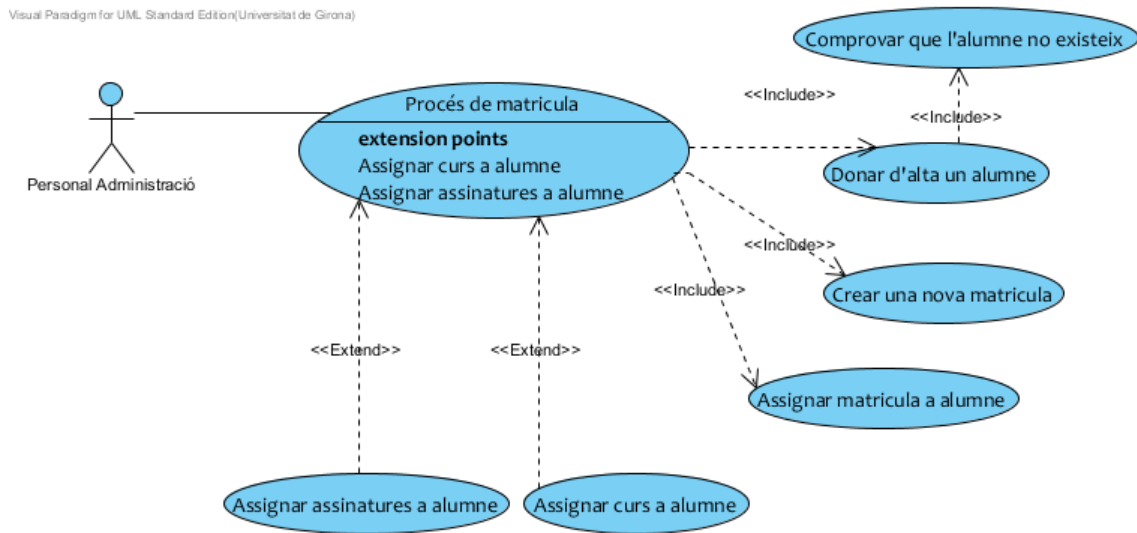 Visual Paradigm for UML Standard Edition(Universitat de Girona)
Comprovar que l'alumne no existeix
<<Include>>
<<Include>>
Procés de matricula
extension points
Assignar curs a alumne
Assignar assinatures a alumne
Personal Administració
Donar d'alta un alumne
<<Include>>
<<Include>>
Crear una nova matricula
<<Extend>>
<<Extend>>
Assignar matricula a alumne
Assignar assinatures a alumne
Assignar curs a alumne